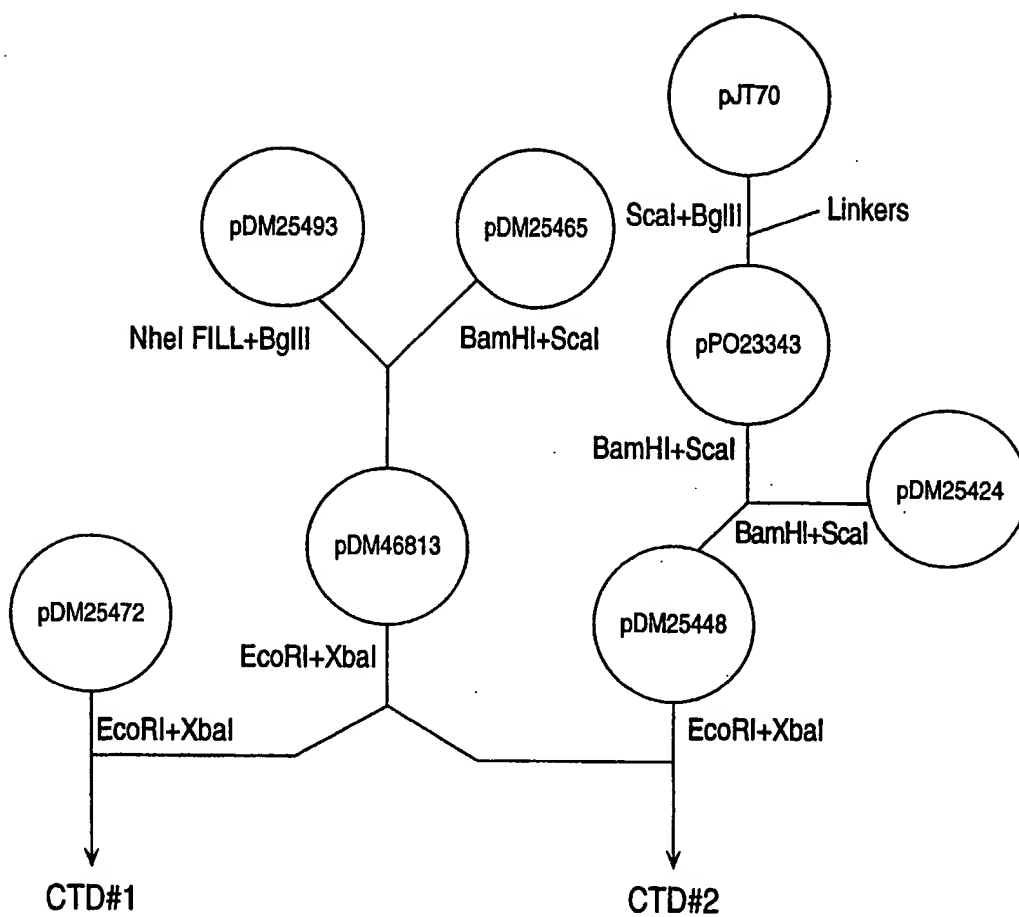 pJT70
ScaI+BglII
Linkers
pDM25493
pDM25465
NheI FILL+BglII
BamHI+ScaI
pPO23343
BamHI+ScaI
pDM25424
BamHI+ScaI
pDM46813
pDM25472
pDM25448
EcoRI+XbaI
EcoRI+XbaI
EcoRI+XbaI
CTD#1
CTD#2